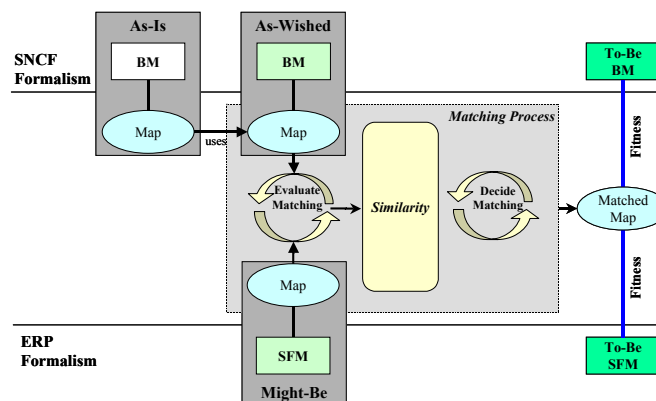 As-Is
As-Wished
SNCF
Formalism
BM
BM
To-Be
BM
Matching Process
Map
uses
Map
Fitness
Evaluate
Matching
Similarity
Decide
Matching
Matched
Map
Map
Fitness
ERP
Formalism
SFM
To-Be
SFM
Might-Be